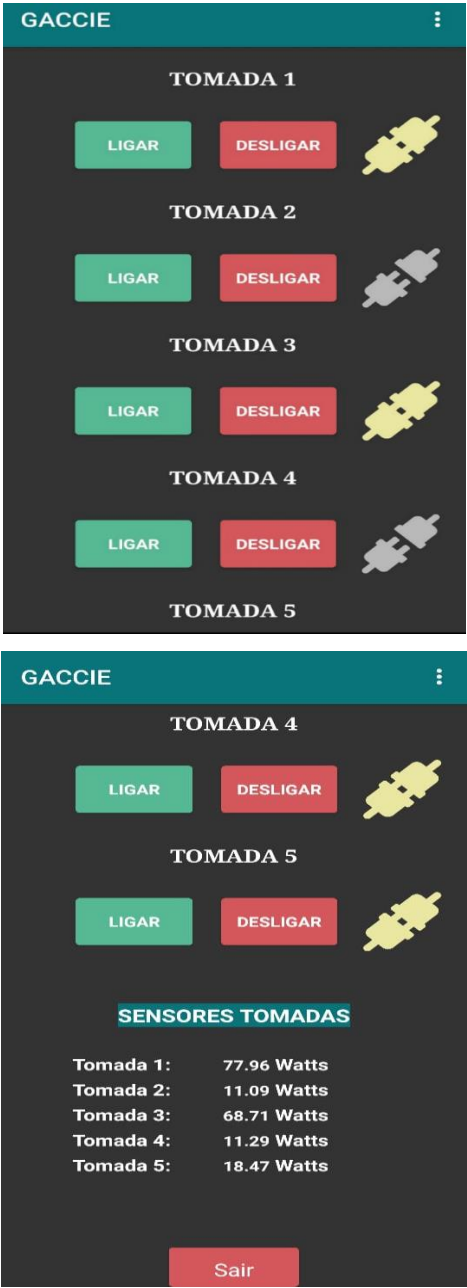 GACCIE
TOMADA 1
LIGAR DESLIGAR
TOMADA 2
LIGAR DESLIGAR
TOMADA 3
LIGAR DESLIGAR
TOMADA 4
LIGAR DESLIGAR
TOMADA 5
GACCIE
TOMADA 4
LIGAR DESLIGAR
TOMADA 5
LIGAR DESLIGAR
SENSORES TOMADAS
Tomada 1: 77.96 Watts
Tomada 2: 11.09 Watts
Tomada 3: 68.71 Watts
Tomada 4: 11.29 Watts
Tomada 5: 18.47 Watts
Sair